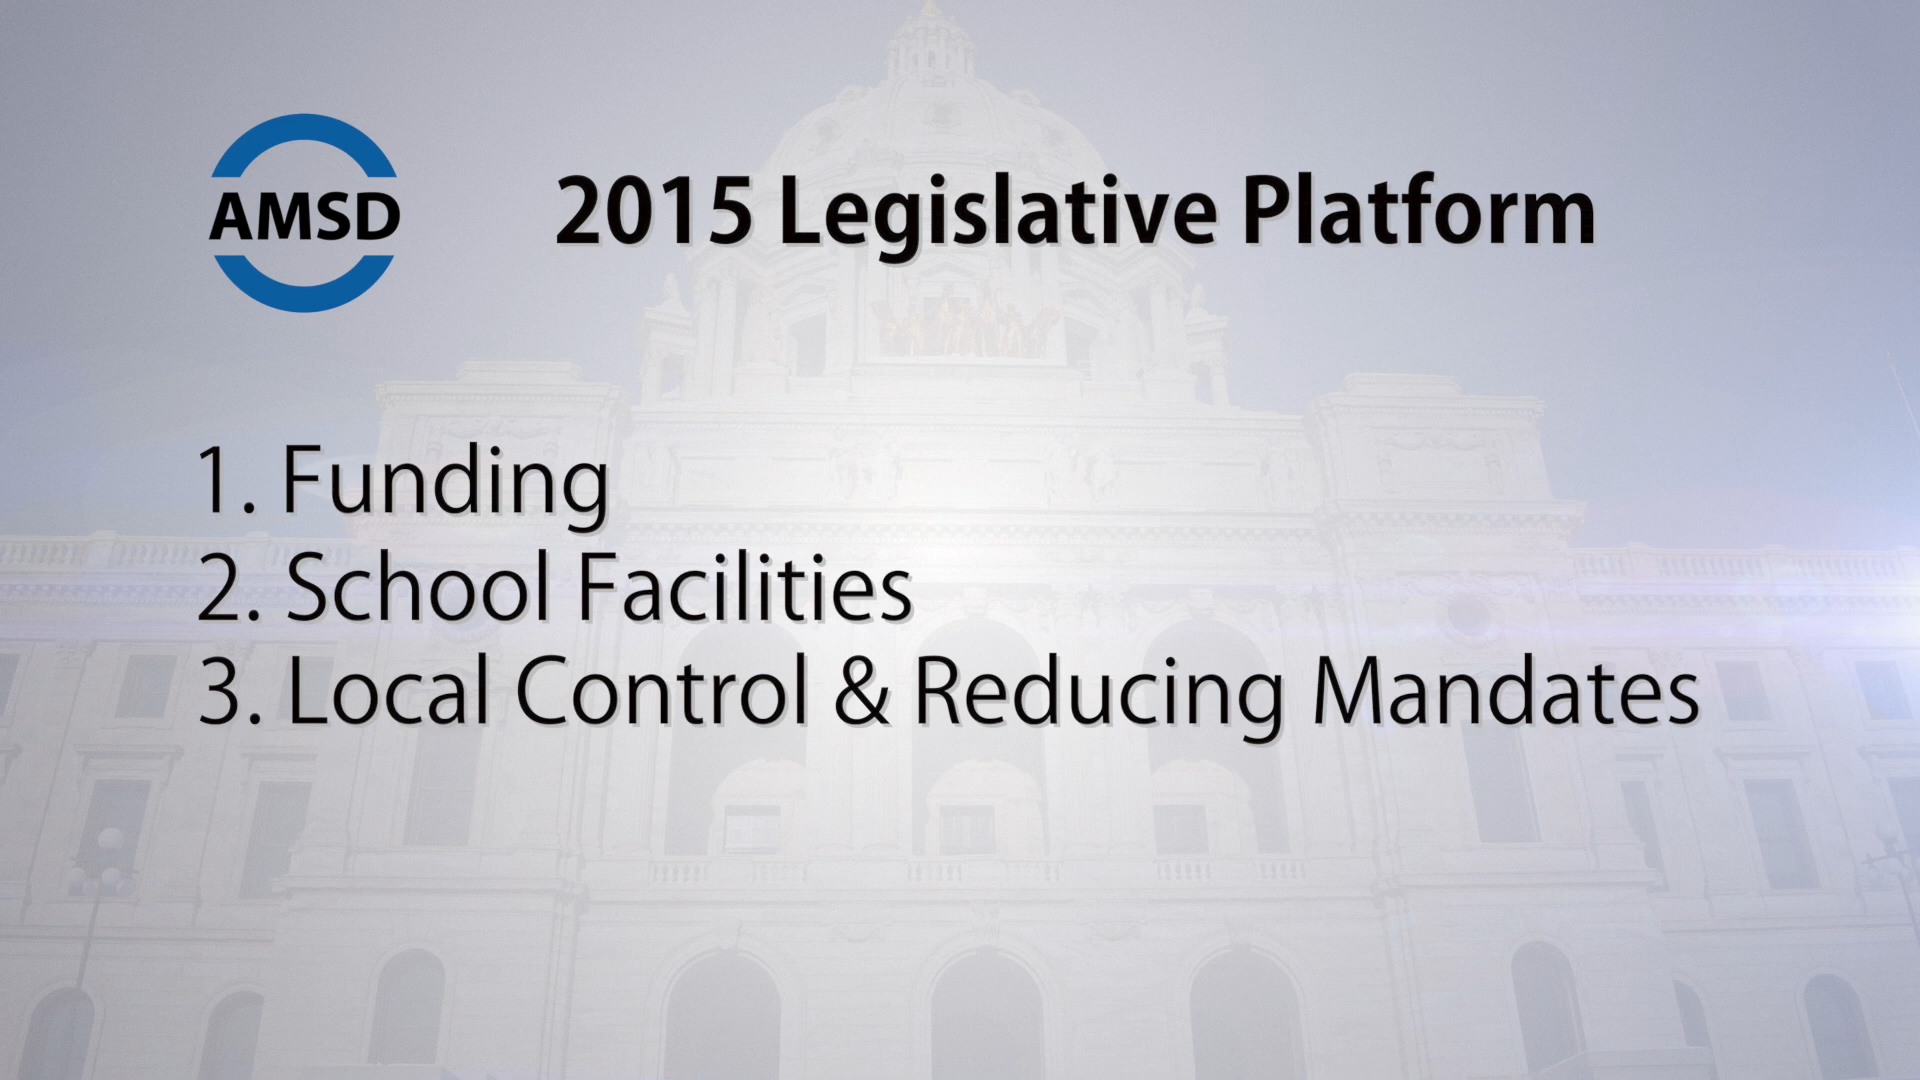 AMSD
2015 Legislative Platform
1. Funding
2. School Facilities
3. Local Control & Reducing Mandates